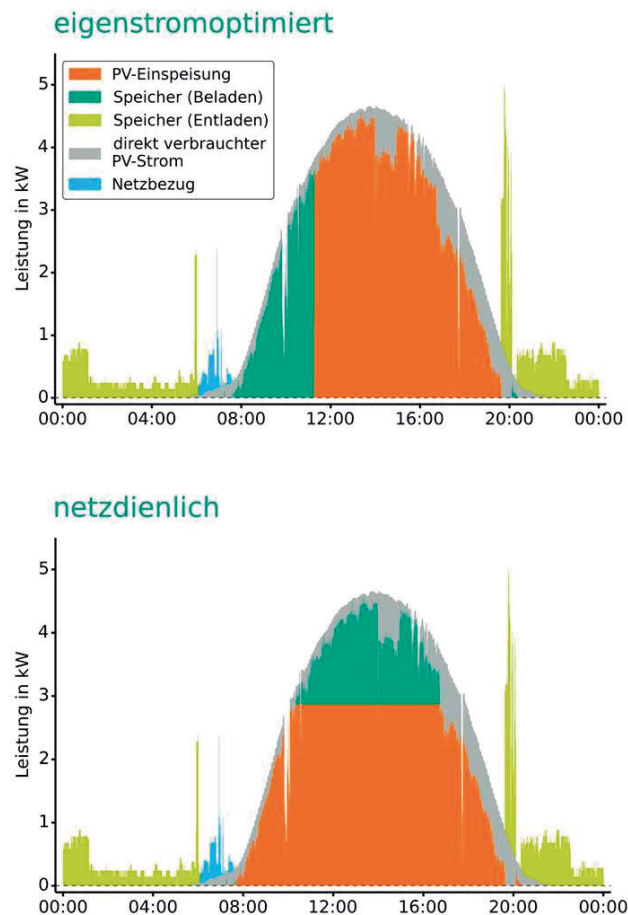 eigenstromoptimiert
PV-Einspeisung
Speicher (Beladen)
Speicher (Entladen)
direkt verbrauchter
PV-Strom
Netzbezug
Leistung in kW
5
4
3
2
1
0
00:00 04:00 08:00 12:00 16:00 20:00 00:00
netzdienlich
Leistung in kW
5
4
3
2
1
0
00:00 04:00 08:00 12:00 16:00 20:00 00:00